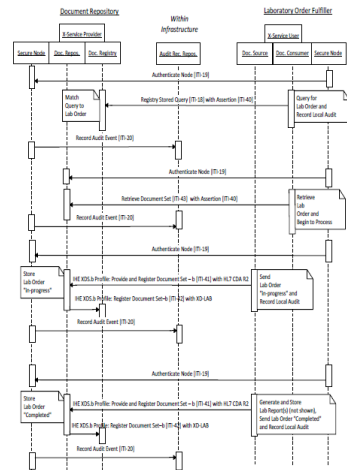 Document Repository
Within
Infrastructure
Laboratory Order Fulfiller
X-Service Provider
X-Service User
Secure Node
Doc. Repos.
Doc. Registry
Audit Rec. Repos.
Doc. Source
Doc. Consumer
Secure Node
Authenticate Node [ITI-19]
Match
Query to
Lab Order
Registry Stored Query [ITI-18] with Assertion [ITI-40]
Query for
Lab Order and
Record Local Audit
Record Audit Event [ITI-20]
Authenticate Node [ITI-19]
Retrieve Document Set [ITI-43] with Assertion [ITI-40]
Retrieve
Lab
Order and
Begin to Process
Record Audit Event [ITI-20]
Authenticate Node [ITI-19]
Store
Lab Order
"In-progress"
IHE XDS.b Profile: Provide and Register Document Set – b [ITI-41] with HL7 CDA R2
Send
Lab Order
"In-progress" and
Record Local Audit
IHE XDS.b Profile: Register Document Set–b [ITI-42] with XD-LAB
Record Audit Event [ITI-20]
Authenticate Node [ITI-19]
Store
Lab Order
"Completed"
IHE XDS.b Profile: Provide and Register Document Set – b [ITI-41] with HL7 CDA R2
Generate and Store
Lab Report(s) (not shown),
Send Lab Order "Completed"
and Record Local Audit
IHE XDS.b Profile: Register Document Set–b [ITI-42] with XD-LAB
Record Audit Event [ITI-20]